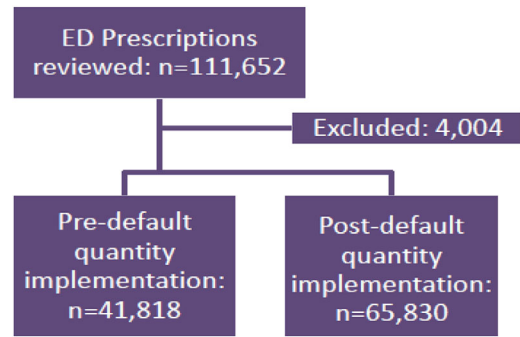 ED Prescriptions
reviewed: n=111,652
Excluded: 4,004
Pre-default
quantity
implementation:
n=41,818
Post-default
quantity
implementation:
n=65,830